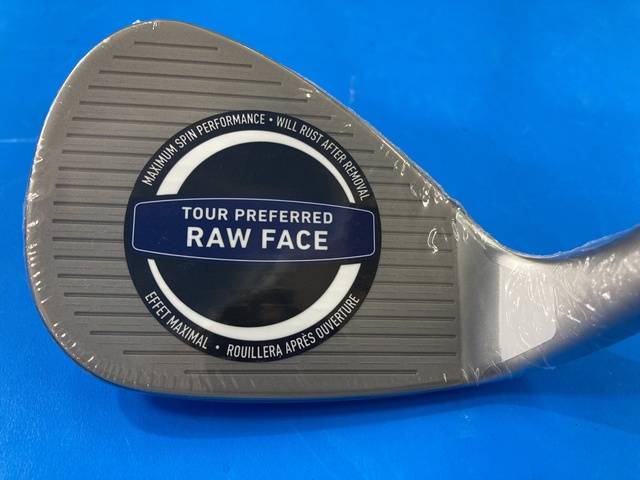 MAXIMUM SPIN PERFORMANCE • WILL RUST AFTER REMOVAL
TOUR PREFERRED
RAW FACE
EFFET MAXIMAL • ROUILLERA APRÈS OUVERTURE